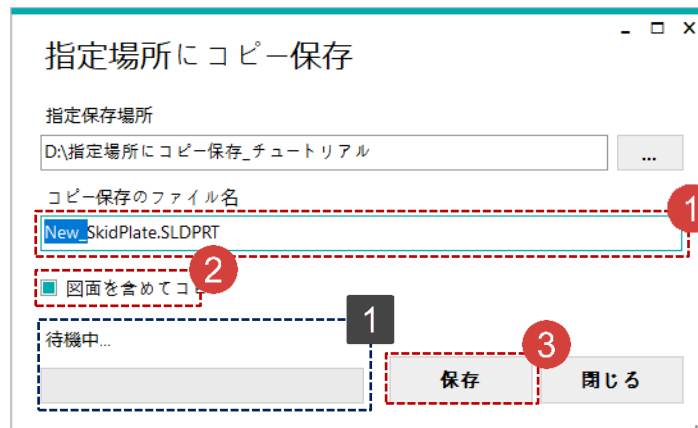 指定場所にコピー保存
指定保存場所
D:\指定場所にコピー保存_チュートリアル
...
コピー保存のファイル名
1
New_SkidPlate.SLDPRT
2
図面を含めてコ
1
待機中...
3
保存
閉じる